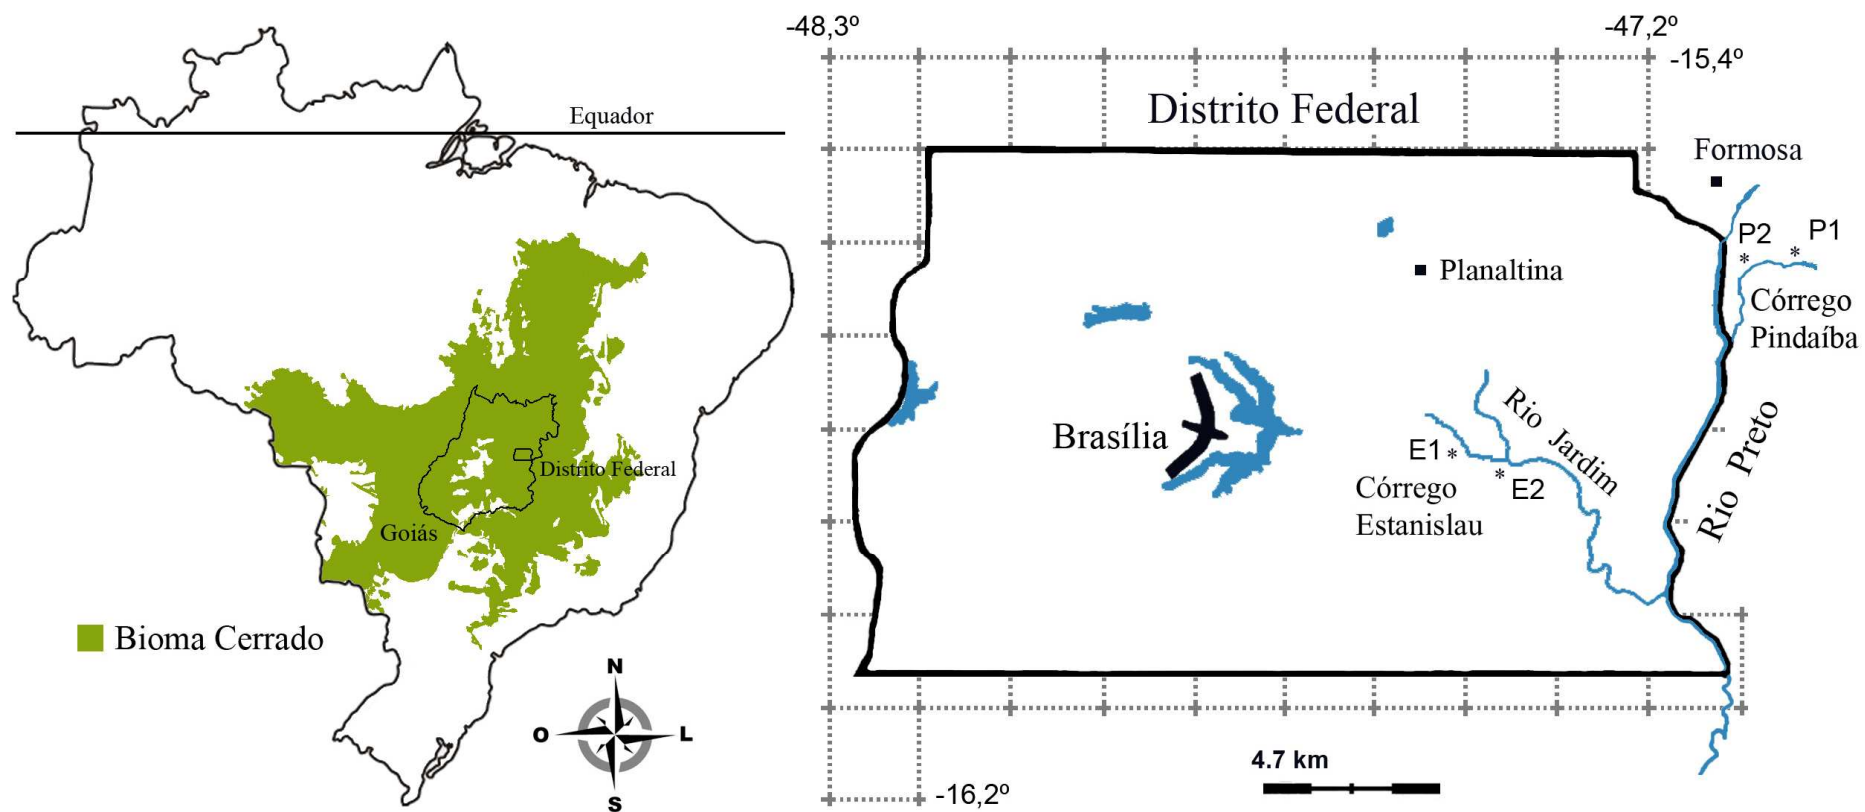 Equador
Distrito Federal
Goiás
Bioma Cerrado
N
O
L
S
-48,3º
-47,2º
-15,4º
Distrito Federal
Formosa
P2
P1
Planaltina
Córrego
Pindaíba
Brasília
Rio Jardim
E1
E2
Córrego
Estanislau
Rio Preto
4.7 km
-16,2º